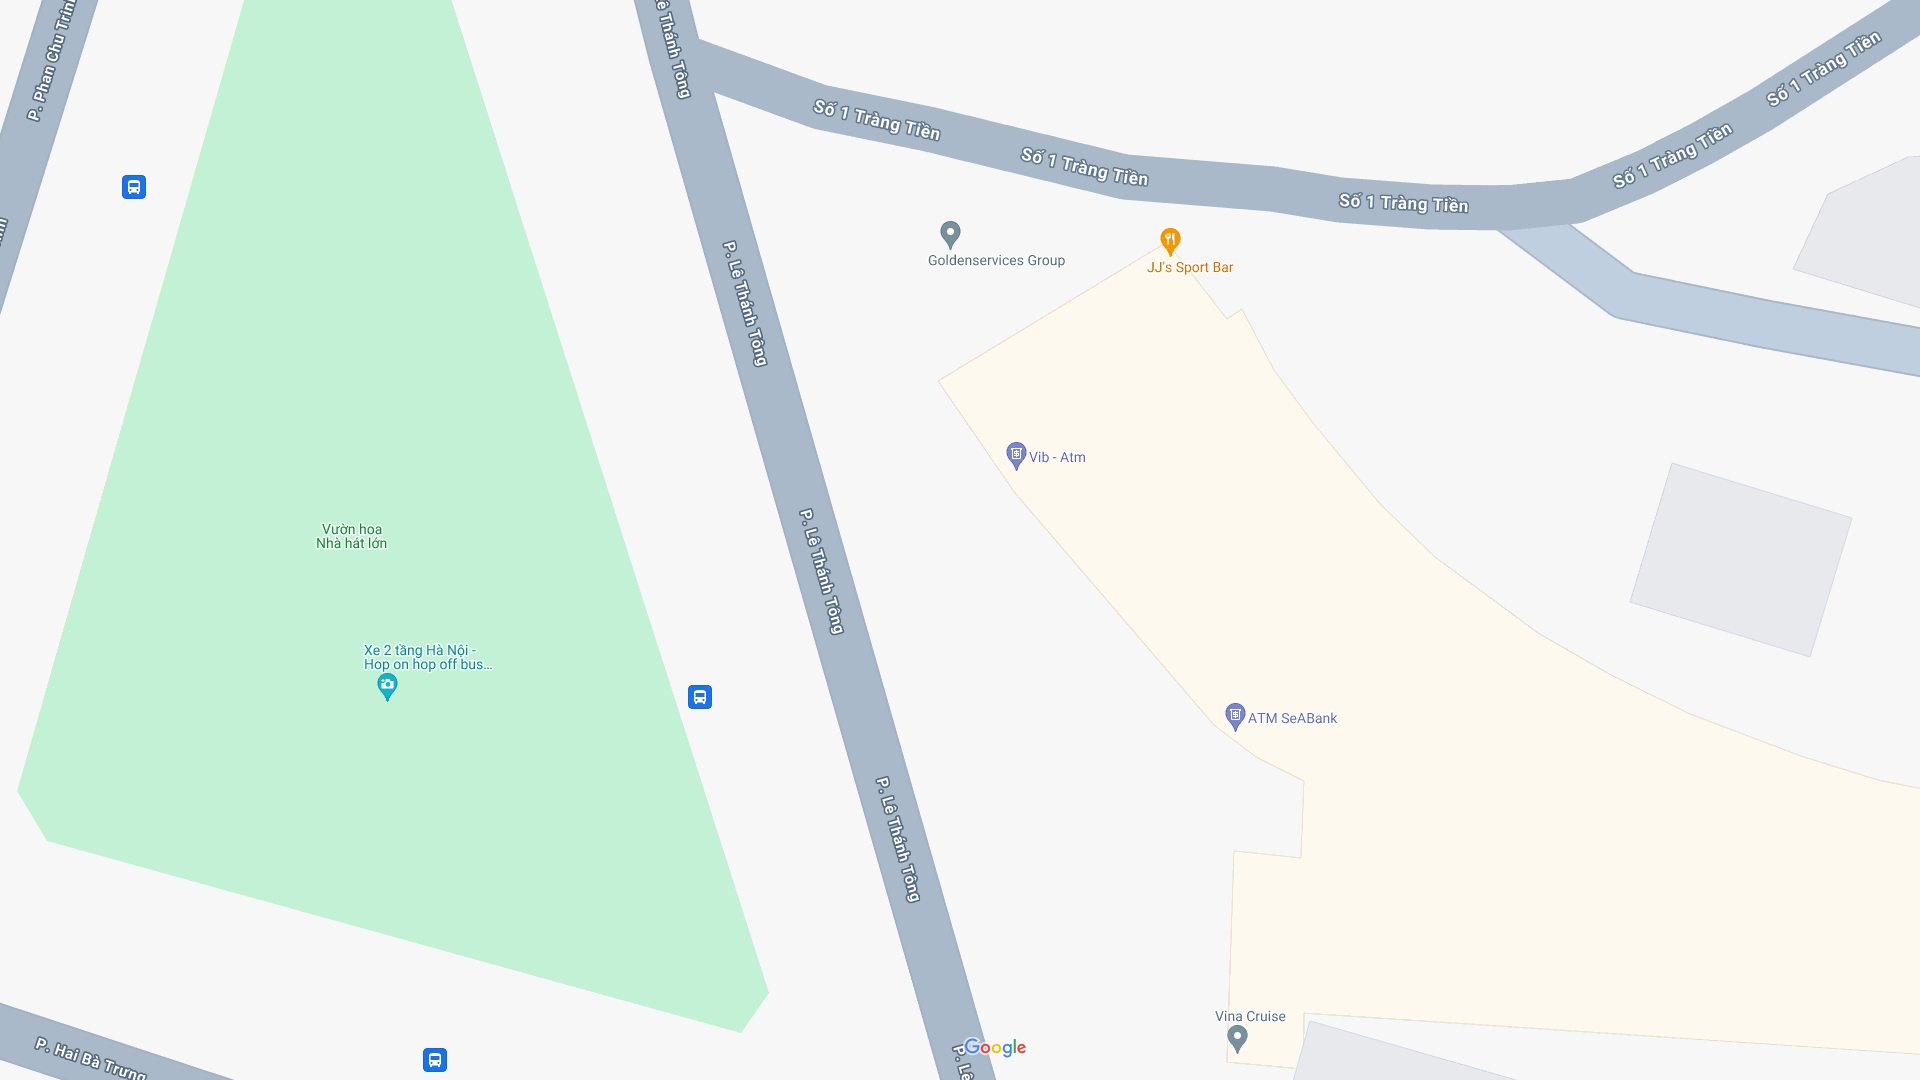 P. Phan Chu Trinh
Lê Thánh Tông
Số 1 Tràng Tiền
Số 1 Tràng Tiền
Số 1 Tràng Tiền
Số 1 Tràng Tiền
Số 1 Tràng Tiền
Goldenservices Group
JJ's Sport Bar
P. Lê Thánh Tông
Vib - Atm
Vườn hoa
Nhà hát lớn
P. Lê Thánh Tông
Xe 2 tầng Hà Nội -
Hop on hop off bus...
ATM SeABank
P. Lê Thánh Tông
Vina Cruise
P. Hai Bà Trưng
P. Lê
Google